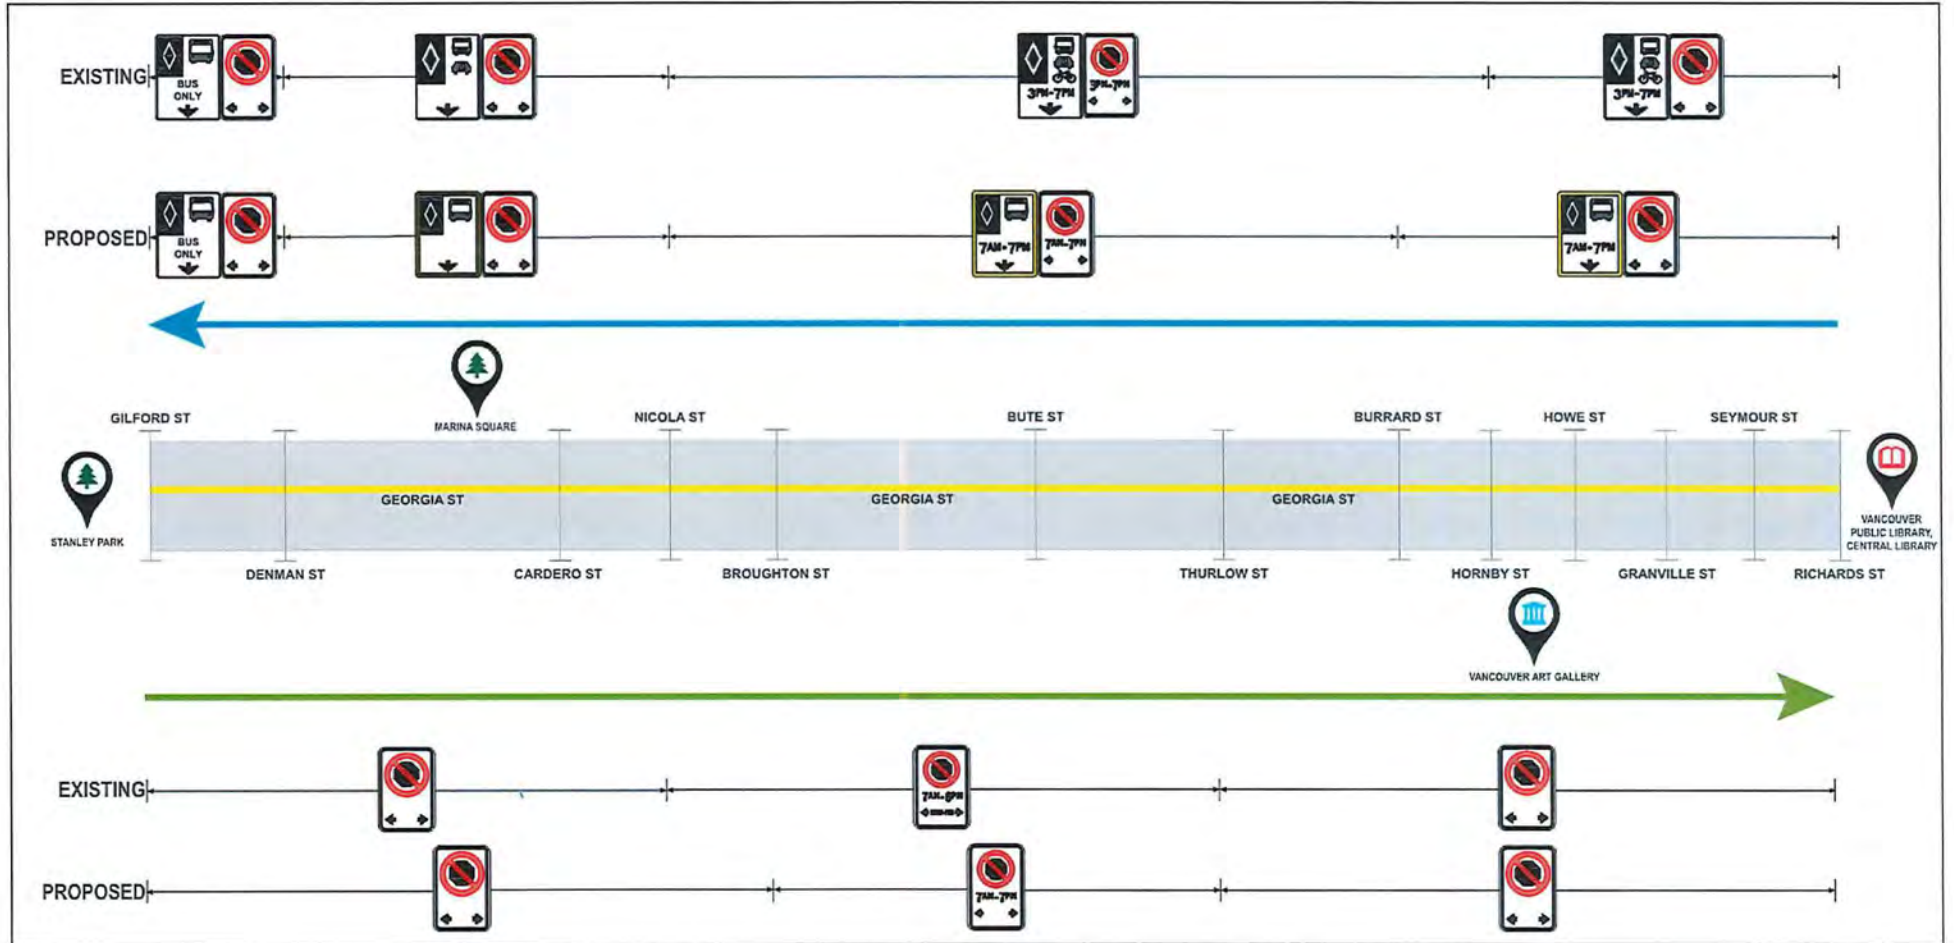 EXISTING
BUS
ONLY
3PM-7PM
3PM-7PM
3PM-7PM
PROPOSED
BUS
ONLY
7AM-7PM
7AM-7PM
7AM-7PM
MARINA SQUARE
GILFORD ST
NICOLA ST
BUTE ST
BURRARD ST
HOWE ST
SEYMOUR ST
GEORGIA ST
GEORGIA ST
GEORGIA ST
STANLEY PARK
VANCOUVER
PUBLIC LIBRARY,
CENTRAL LIBRARY
DENMAN ST
CARDERO ST
BROUGHTON ST
THURLOW ST
HORNBY ST
GRANVILLE ST
RICHARDS ST
VANCOUVER ART GALLERY
EXISTING
7AM-6PM
PROPOSED
7AM-7PM